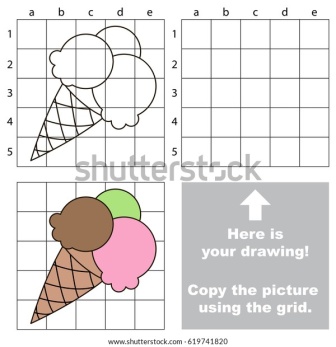 a b c d e
a b c d e
1
2
3
4
5
1
2
3
4
5
shutterstock
Here is
your drawing!
Copy the picture
using the grid.
www.shutterstock.com · 619741820